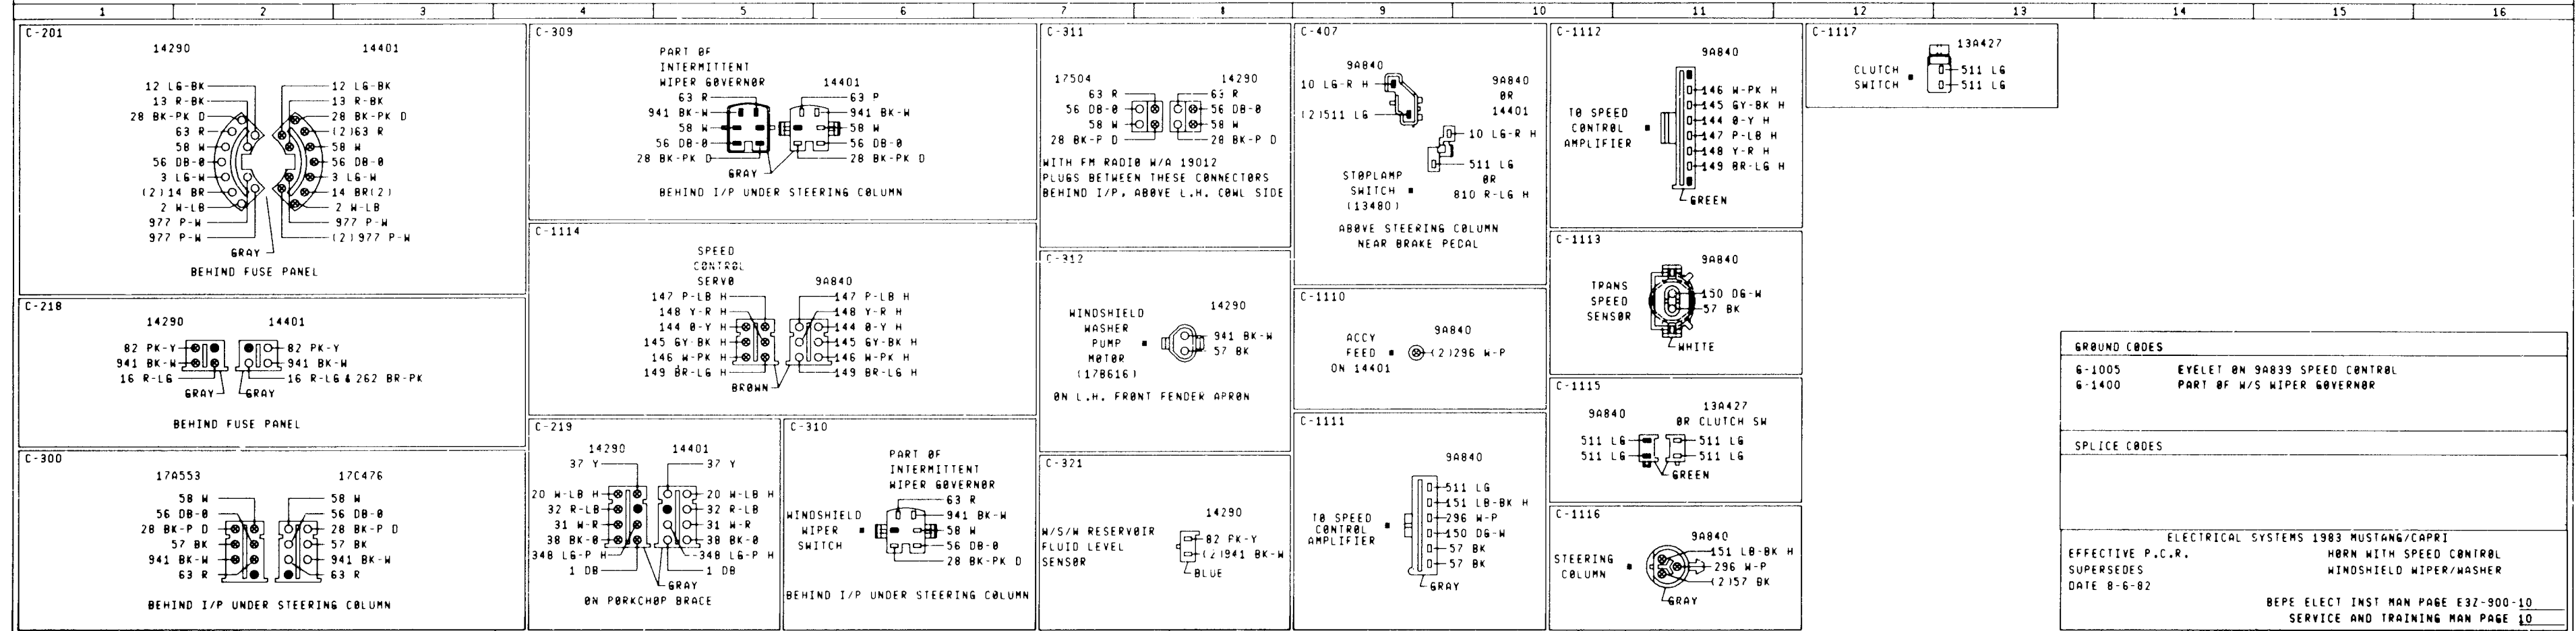 1 2 3 4 5 6 7 8 9 10 11 12 13 14 15 16
C-201
14290 14401
12 LG-BK 12 LG-BK
13 R-BK 13 R-BK
28 BK-PK D 28 BK-PK D
63 R (2)63 R
58 W 58 W
56 DB-0 56 DB-0
3 LG-W 3 LG-W
(2)14 BR 14 BR(2)
2 W-LB 2 W-LB
977 P-W 977 P-W
977 P-W (2)977 P-W
GRAY
BEHIND FUSE PANEL
C-218
14290 14401
82 PK-Y 82 PK-Y
941 BK-W 941 BK-W
16 R-LG 16 R-LG & 262 BR-PK
GRAY GRAY
BEHIND FUSE PANEL
C-300
17A553 17C476
58 W 58 W
56 DB-0 56 DB-0
28 BK-P D 28 BK-P D
57 BK 57 BK
941 BK-W 941 BK-W
63 R 63 R
BEHIND I/P UNDER STEERING COLUMN
C-309
PART OF
INTERMITTENT
WIPER GOVERNOR 14401
63 R 63 P
941 BK-W 941 BK-W
58 W 58 W
56 DB-0 56 DB-0
28 BK-PK D 28 BK-PK D
GRAY
BEHIND I/P UNDER STEERING COLUMN
C-1114
SPEED
CONTROL
SERVO 9A840
147 P-LB H 147 P-LB H
148 Y-R H 148 Y-R H
144 0-Y H 144 0-Y H
145 GY-BK H 145 GY-BK H
146 W-PK H 146 W-PK H
149 BR-LG H 149 BR-LG H
BROWN
C-219
14290 14401
37 Y 37 Y
20 W-LB H 20 W-LB H
32 R-LB 32 R-LB
31 W-R 31 W-R
38 BK-0 38 BK-0
348 LG-P H 348 LG-P H
1 DB 1 DB
GRAY
ON PORKCHOP BRACE
C-310
PART OF
INTERMITTENT
WIPER GOVERNOR
63 R
WINDSHIELD 941 BK-W
WIPER 58 W
SWITCH 56 DB-0
28 BK-PK D
BEHIND I/P UNDER STEERING COLUMN
C-311
17504 14290
63 R 63 R
56 DB-0 56 DB-0
58 W 58 W
28 BK-P D 28 BK-P D
WITH FM RADIO W/A 19012
PLUGS BETWEEN THESE CONNECTORS
BEHIND I/P, ABOVE L.H. COWL SIDE
C-312
14290
WINDSHIELD
WASHER 941 BK-W
PUMP 57 BK
MOTOR
(17B616)
ON L.H. FRONT FENDER APRON
C-321
14290
W/S/W RESERVOIR 82 PK-Y
FLUID LEVEL (2)941 BK-W
SENSOR BLUE
C-407
9A840
10 LG-R H 9A840
OR
(2)511 LG 14401
10 LG-R H
511 LG
STOPLAMP OR
SWITCH 810 R-LG H
(13480)
ABOVE STEERING COLUMN
NEAR BRAKE PEDAL
C-1110
ACCY 9A840
FEED (2)296 W-P
ON 14401
C-1111
9A840
511 LG
151 LB-BK H
TO SPEED 296 W-P
CONTROL 150 DG-W
AMPLIFIER 57 BK
57 BK
GRAY
C-1112
9A840
146 W-PK H
145 GY-BK H
TO SPEED 144 0-Y H
CONTROL 147 P-LB H
AMPLIFIER 148 Y-R H
149 BR-LG H
GREEN
C-1113
9A840
TRANS 150 DG-W
SPEED 57 BK
SENSOR
WHITE
C-1115
9A840 13A427
OR CLUTCH SW
511 LG 511 LG
511 LG 511 LG
GREEN
C-1116
9A840
STEERING 151 LB-BK H
COLUMN 296 W-P
(2)57 BK
GRAY
C-1117
13A427
CLUTCH 511 LG
SWITCH 511 LG
GROUND CODES
G-1005 EYELET ON 9A839 SPEED CONTROL
G-1400 PART OF W/S WIPER GOVERNOR
SPLICE CODES
ELECTRICAL SYSTEMS 1983 MUSTANG/CAPRI
EFFECTIVE P.C.R. HORN WITH SPEED CONTROL
SUPERSEDES WINDSHIELD WIPER/WASHER
DATE 8-6-82
BEPE ELECT INST MAN PAGE E3Z-900-10
SERVICE AND TRAINING MAN PAGE 10